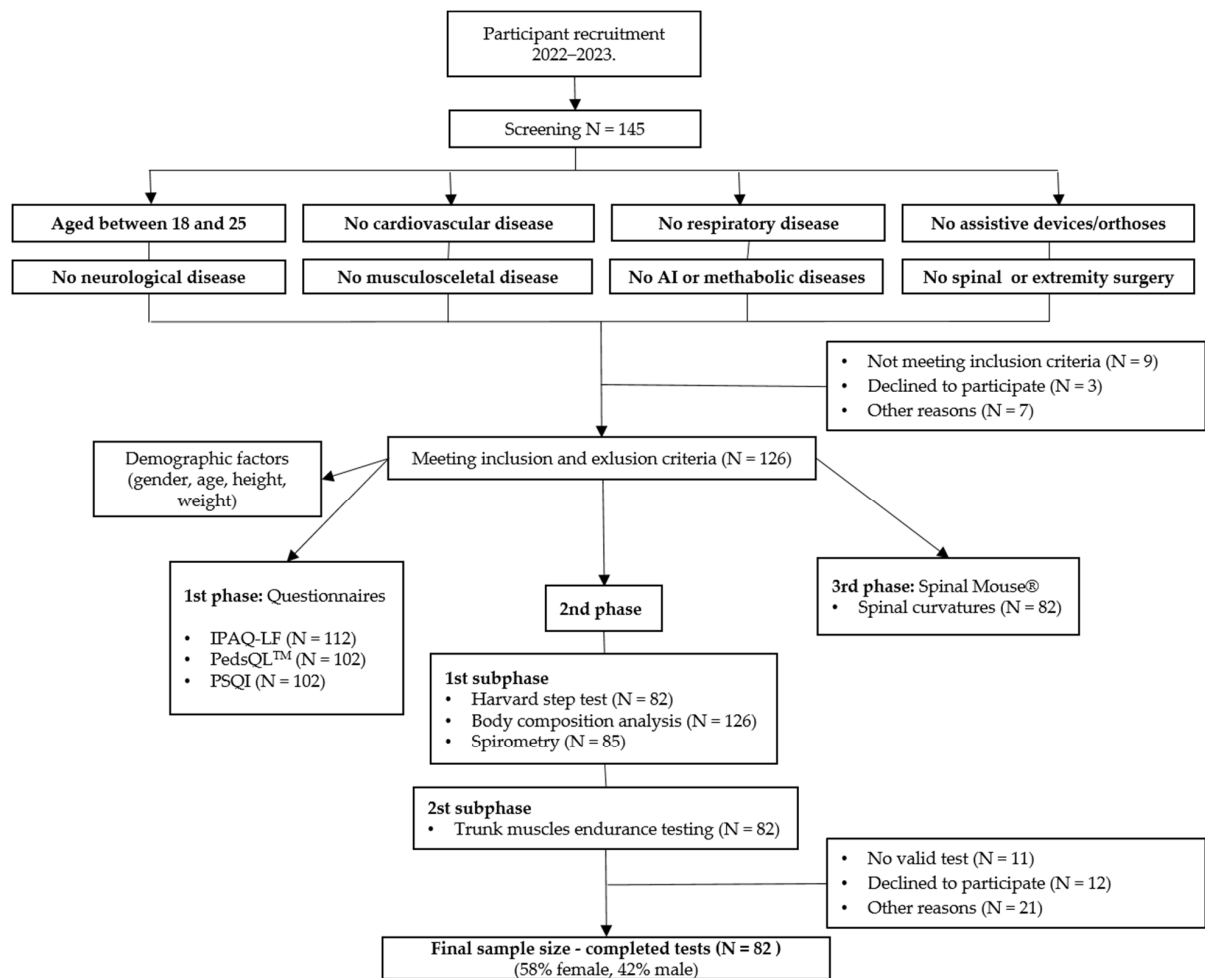 Participant recruitment
2022–2023.
Screening N = 145
Aged between 18 and 25
No cardiovascular disease
No respiratory disease
No assistive devices/orthoses
No neurological disease
No musculosceletal disease
No AI or methabolic diseases
No spinal or extremity surgery
• Not meeting inclusion criteria (N = 9)
• Declined to participate (N = 3)
• Other reasons (N = 7)
Demographic factors
(gender, age, height,
weight)
Meeting inclusion and exlusion criteria (N = 126)
1st phase: Questionnaires
• IPAQ-LF (N = 112)
• PedsQL™ (N = 102)
• PSQI (N = 102)
2nd phase
3rd phase: Spinal Mouse®
• Spinal curvatures (N = 82)
1st subphase
• Harvard step test (N = 82)
• Body composition analysis (N = 126)
• Spirometry (N = 85)
2st subphase
• Trunk muscles endurance testing (N = 82)
• No valid test (N = 11)
• Declined to participate (N = 12)
• Other reasons (N = 21)
Final sample size - completed tests (N = 82 )
(58% female, 42% male)